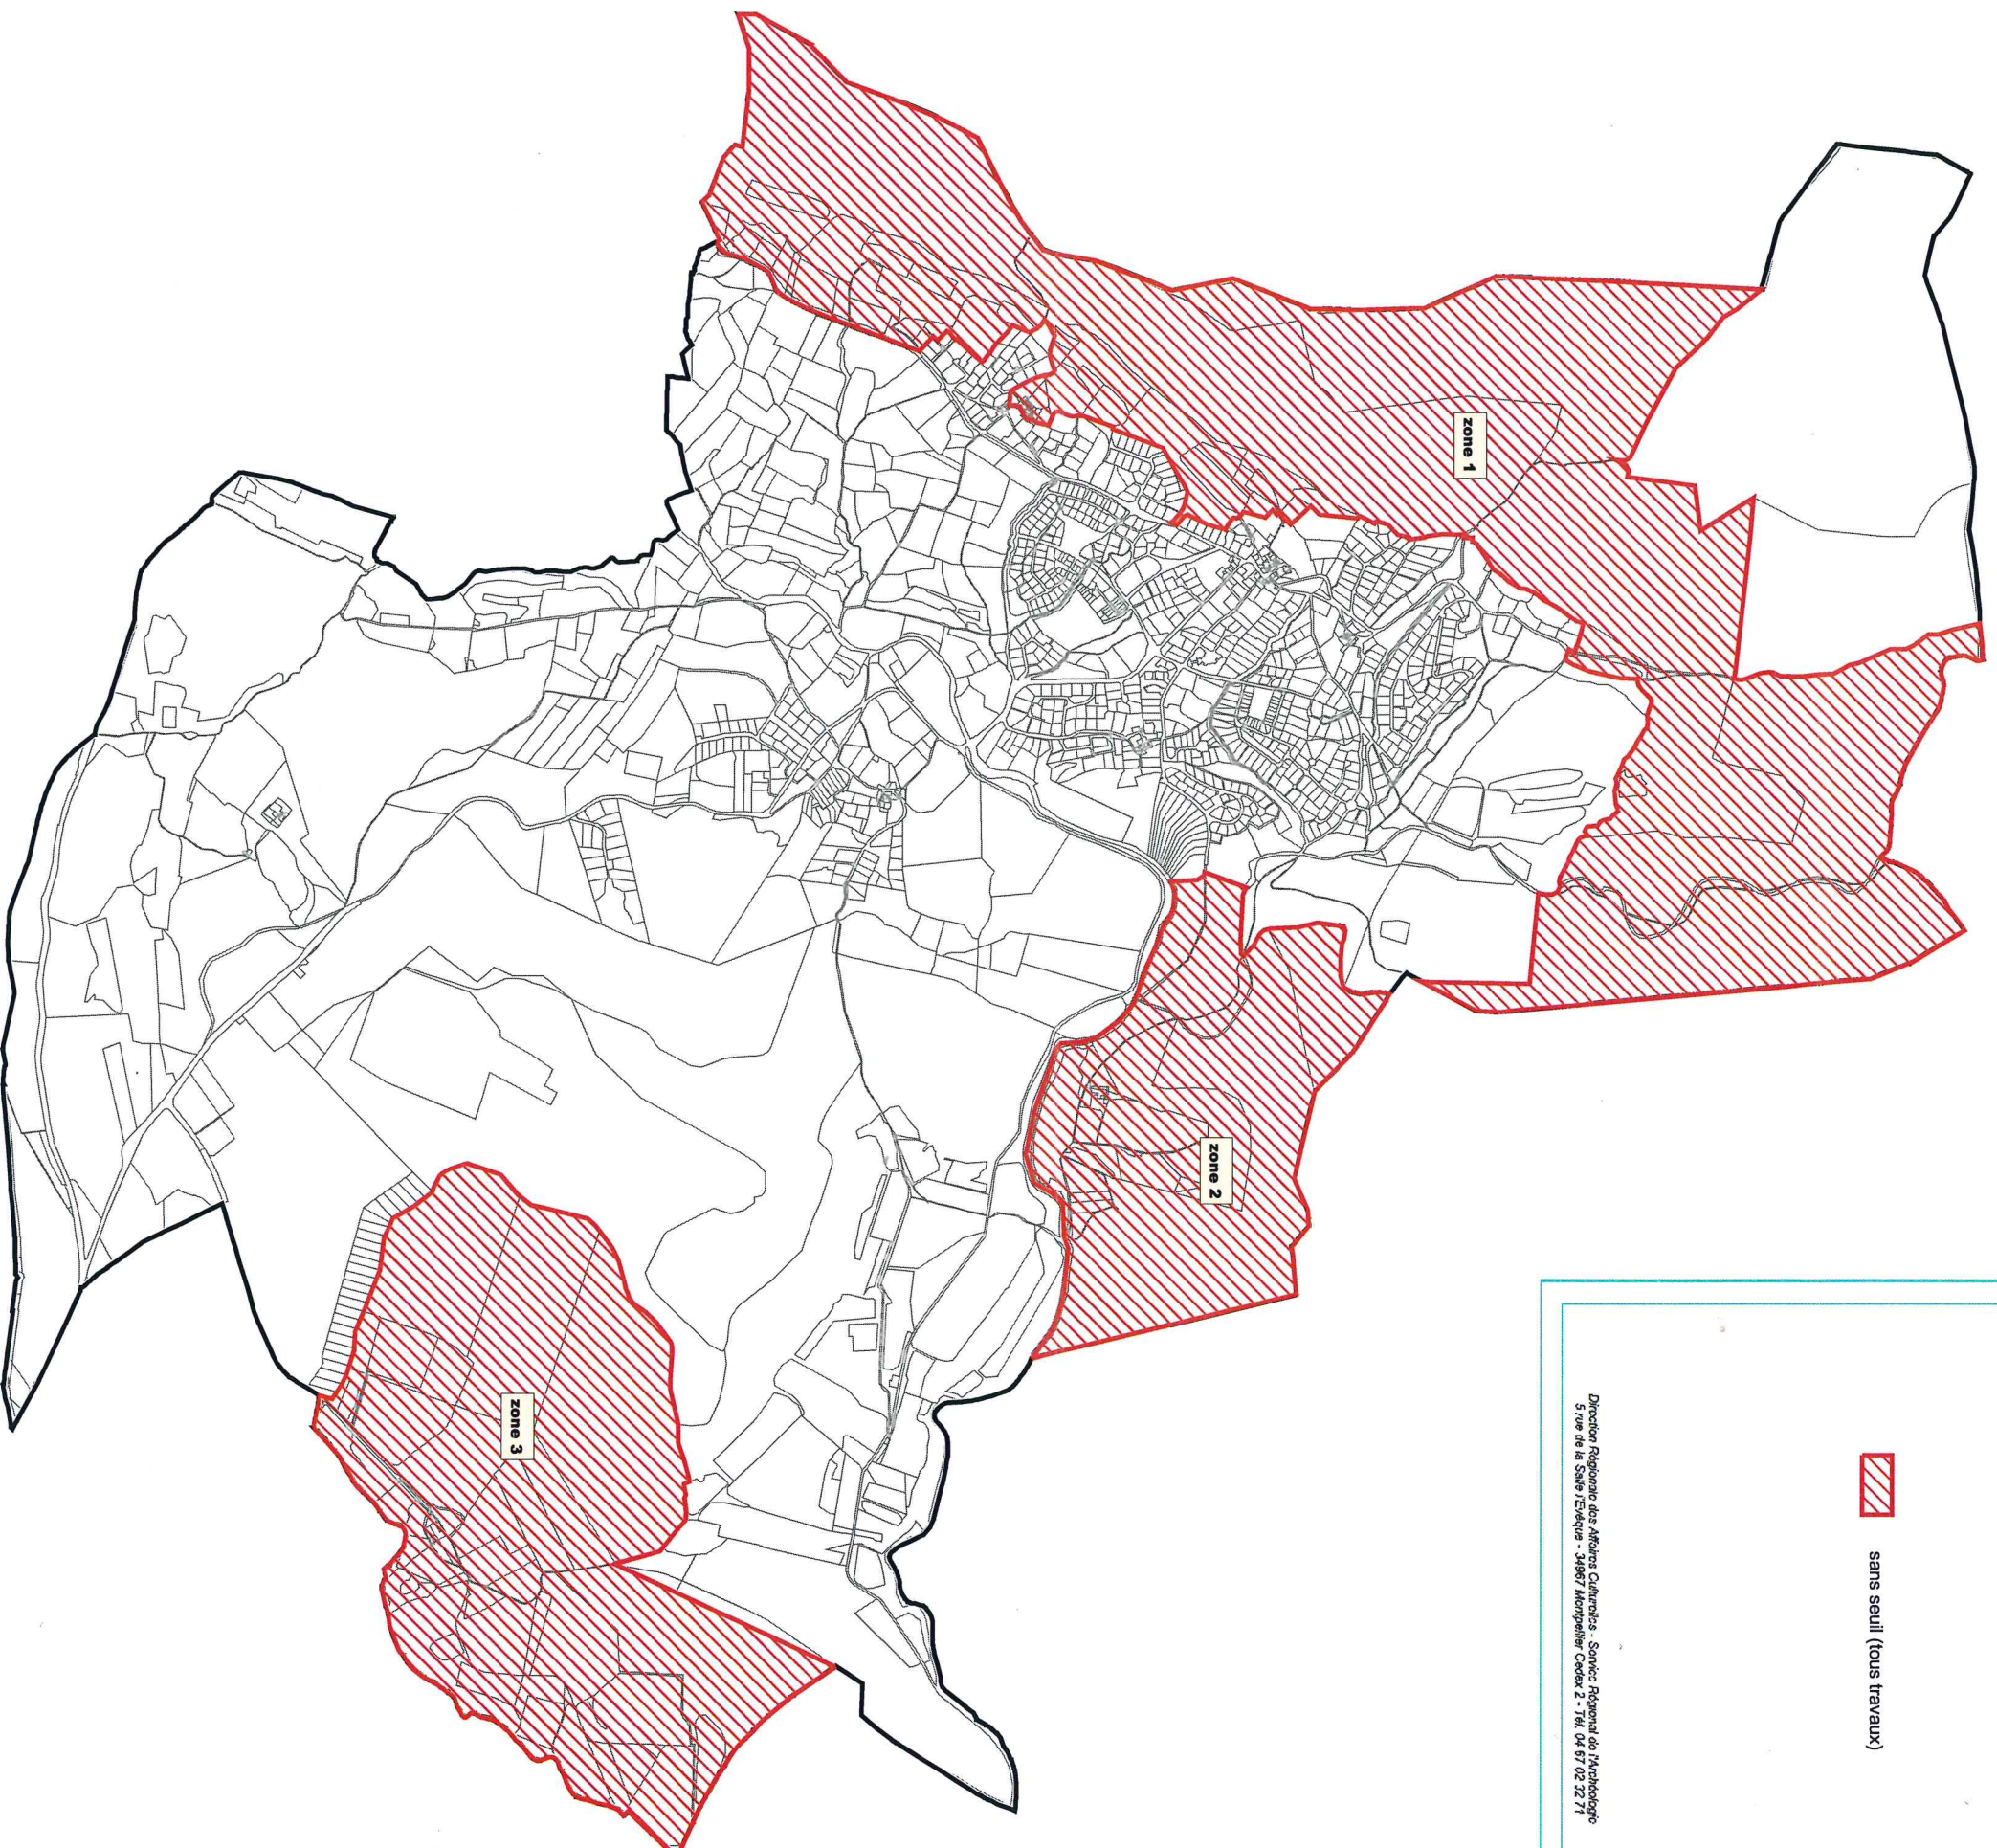 sans seuil (tous travaux)
Direction Régionale des Affaires Culturelles - Service Régional de l'Archéologie
5 rue de la Salle l'Evêque - 34967 Montpellier Cedex 2 - Tél. 04 67 02 32 71
zone 1
zone 2
zone 3